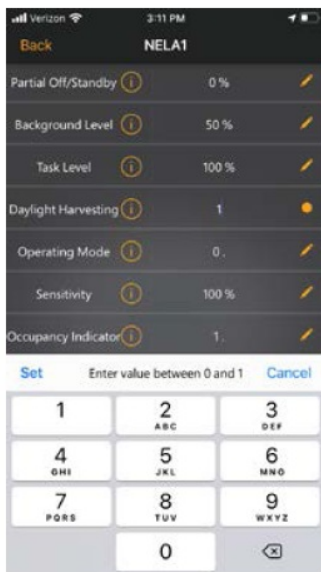 Verizon 3:11 PM
Back NELA1
Partial Off/Standby i 0 %
Background Level i 50 %
Task Level i 100 %
Daylight Harvesting i 1
Operating Mode i 0 .
Sensitivity i 100 %
Occupancy Indicator i 1 .
Set Enter value between 0 and 1 Cancel
1 2 3
ABC DEF
4 5 6
GHI JKL MNO
7 8 9
PQRS TUV WXYZ
0